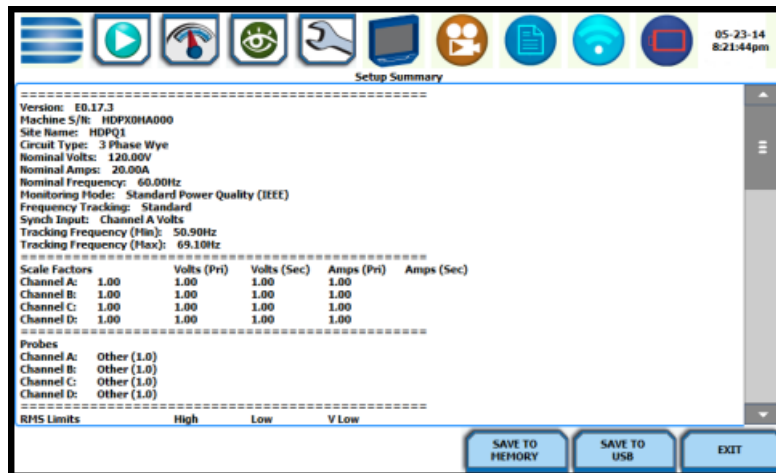 05-23-14
8:21:44pm
Setup Summary
==================================================
Version: E0.17.3
Machine S/N: HDPX0HA000
Site Name: HDPQ1
Circuit Type: 3 Phase Wye
Nominal Volts: 120.00V
Nominal Amps: 20.00A
Nominal Frequency: 60.00Hz
Monitoring Mode: Standard Power Quality (IEEE)
Frequency Tracking: Standard
Synch Input: Channel A Volts
Tracking Frequency (Min): 50.90Hz
Tracking Frequency (Max): 69.10Hz
==================================================
Scale Factors Volts (Pri) Volts (Sec) Amps (Pri) Amps (Sec)
Channel A: 1.00 1.00 1.00 1.00
Channel B: 1.00 1.00 1.00 1.00
Channel C: 1.00 1.00 1.00 1.00
Channel D: 1.00 1.00 1.00 1.00
==================================================
Probes
Channel A: Other (1.0)
Channel B: Other (1.0)
Channel C: Other (1.0)
Channel D: Other (1.0)
==================================================
RMS Limits High Low V Low
SAVE TO MEMORY
SAVE TO USB
EXIT